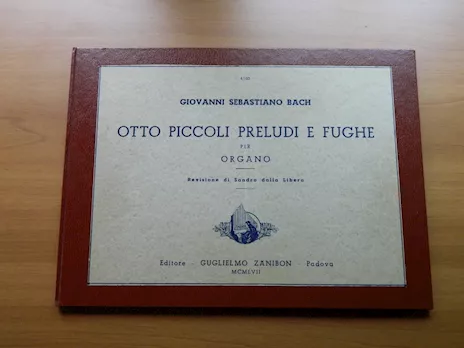 GIOVANNI SEBASTIANO BACH
OTTO PICCOLI PRELUDI E FUGHE
PER
ORGANO
Revisione di Sandro dalla Libera
Editore - GUGLIELMO ZANIBON - Padova
MCMLVII